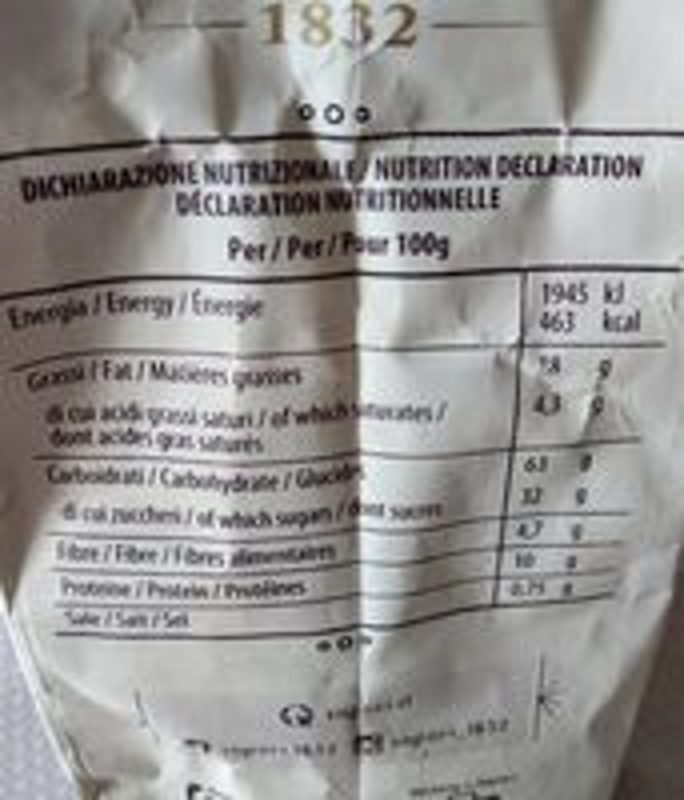 1832
DICHIARAZIONE NUTRIZIONALE / NUTRITION DECLARATION
DÉCLARATION NUTRITIONNELLE
Per / Per / Pour 100g
Energia / Energy / Énergie 1945 kJ
463 kcal
Grassi / Fat / Matières grasses 18 g
di cui acidi grassi saturi / of which saturates / 4,3 g
dont acides gras saturés
Carboidrati / Carbohydrate / Glucides 63 g
di cui zuccheri / of which sugars / dont sucres 32 g
Fibre / Fibre / Fibres alimentaires 4,7 g
Proteine / Protein / Protéines 10 g
Sale / Salt / Sel 0,75 g